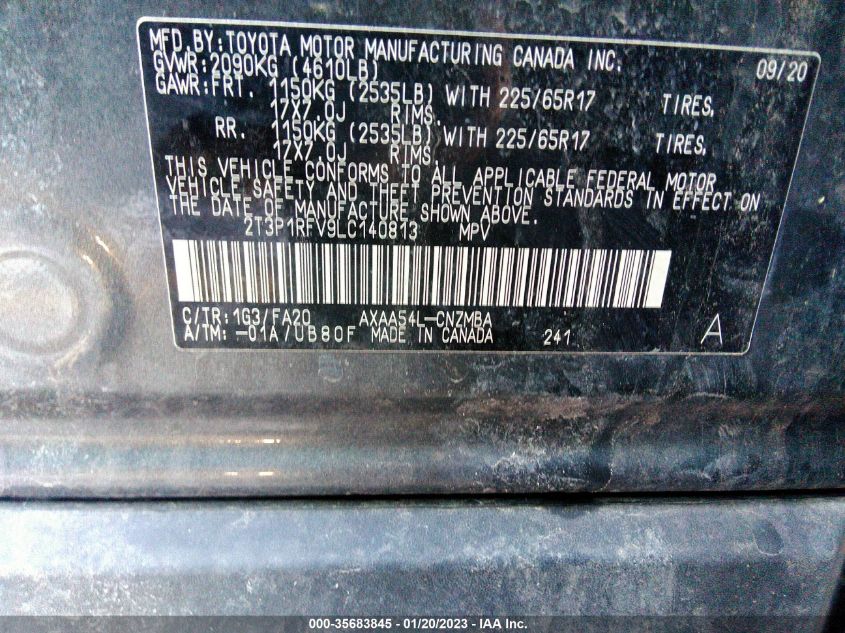 MFD.BY:TOYOTA MOTOR MANUFACTURING CANADA INC. 09/20
GVWR:2090KG (4610LB)
GAWR:FRT. 1150KG (2535LB) WITH 225/65R17 TIRES,
17X7.0J RIMS.
RR. 1150KG (2535LB) WITH 225/65R17 TIRES,
17X7.0J RIMS.
THIS VEHICLE CONFORMS TO ALL APPLICABLE FEDERAL MOTOR
VEHICLE SAFETY AND THEFT PREVENTION STANDARDS IN EFFECT ON
THE DATE OF MANUFACTURE SHOWN ABOVE.
2T3P1RFV9LC140813 MPV
C/TR:1G3/FA20 AXAA54L-CNZMBA
A/TM:-01A/UB80F MADE IN CANADA 241 A
000-35683845 - 01/20/2023 - IAA Inc.